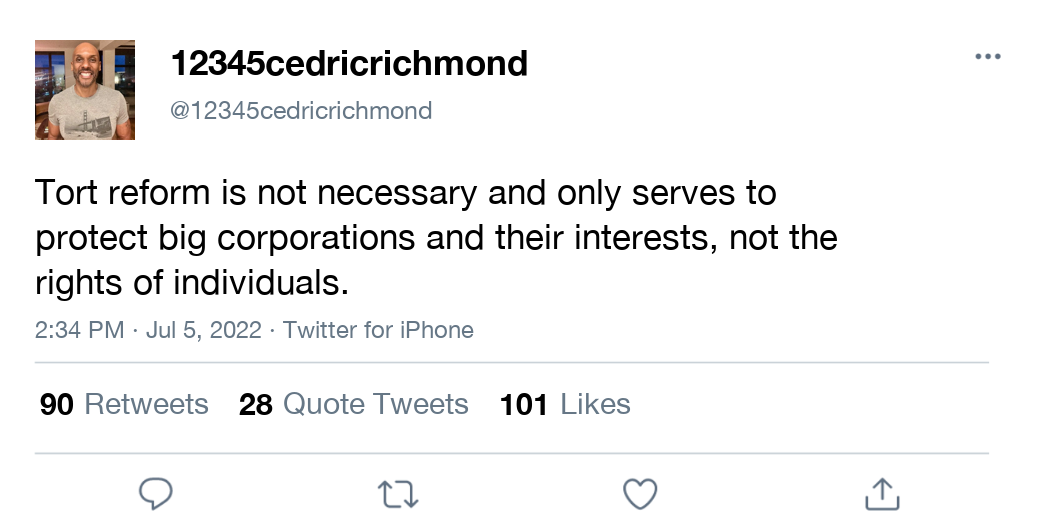 12345cedricrichmond
@12345cedricrichmond
Tort reform is not necessary and only serves to
protect big corporations and their interests, not the
rights of individuals.
2:34 PM · Jul 5, 2022 · Twitter for iPhone
90 Retweets 28 Quote Tweets 101 Likes